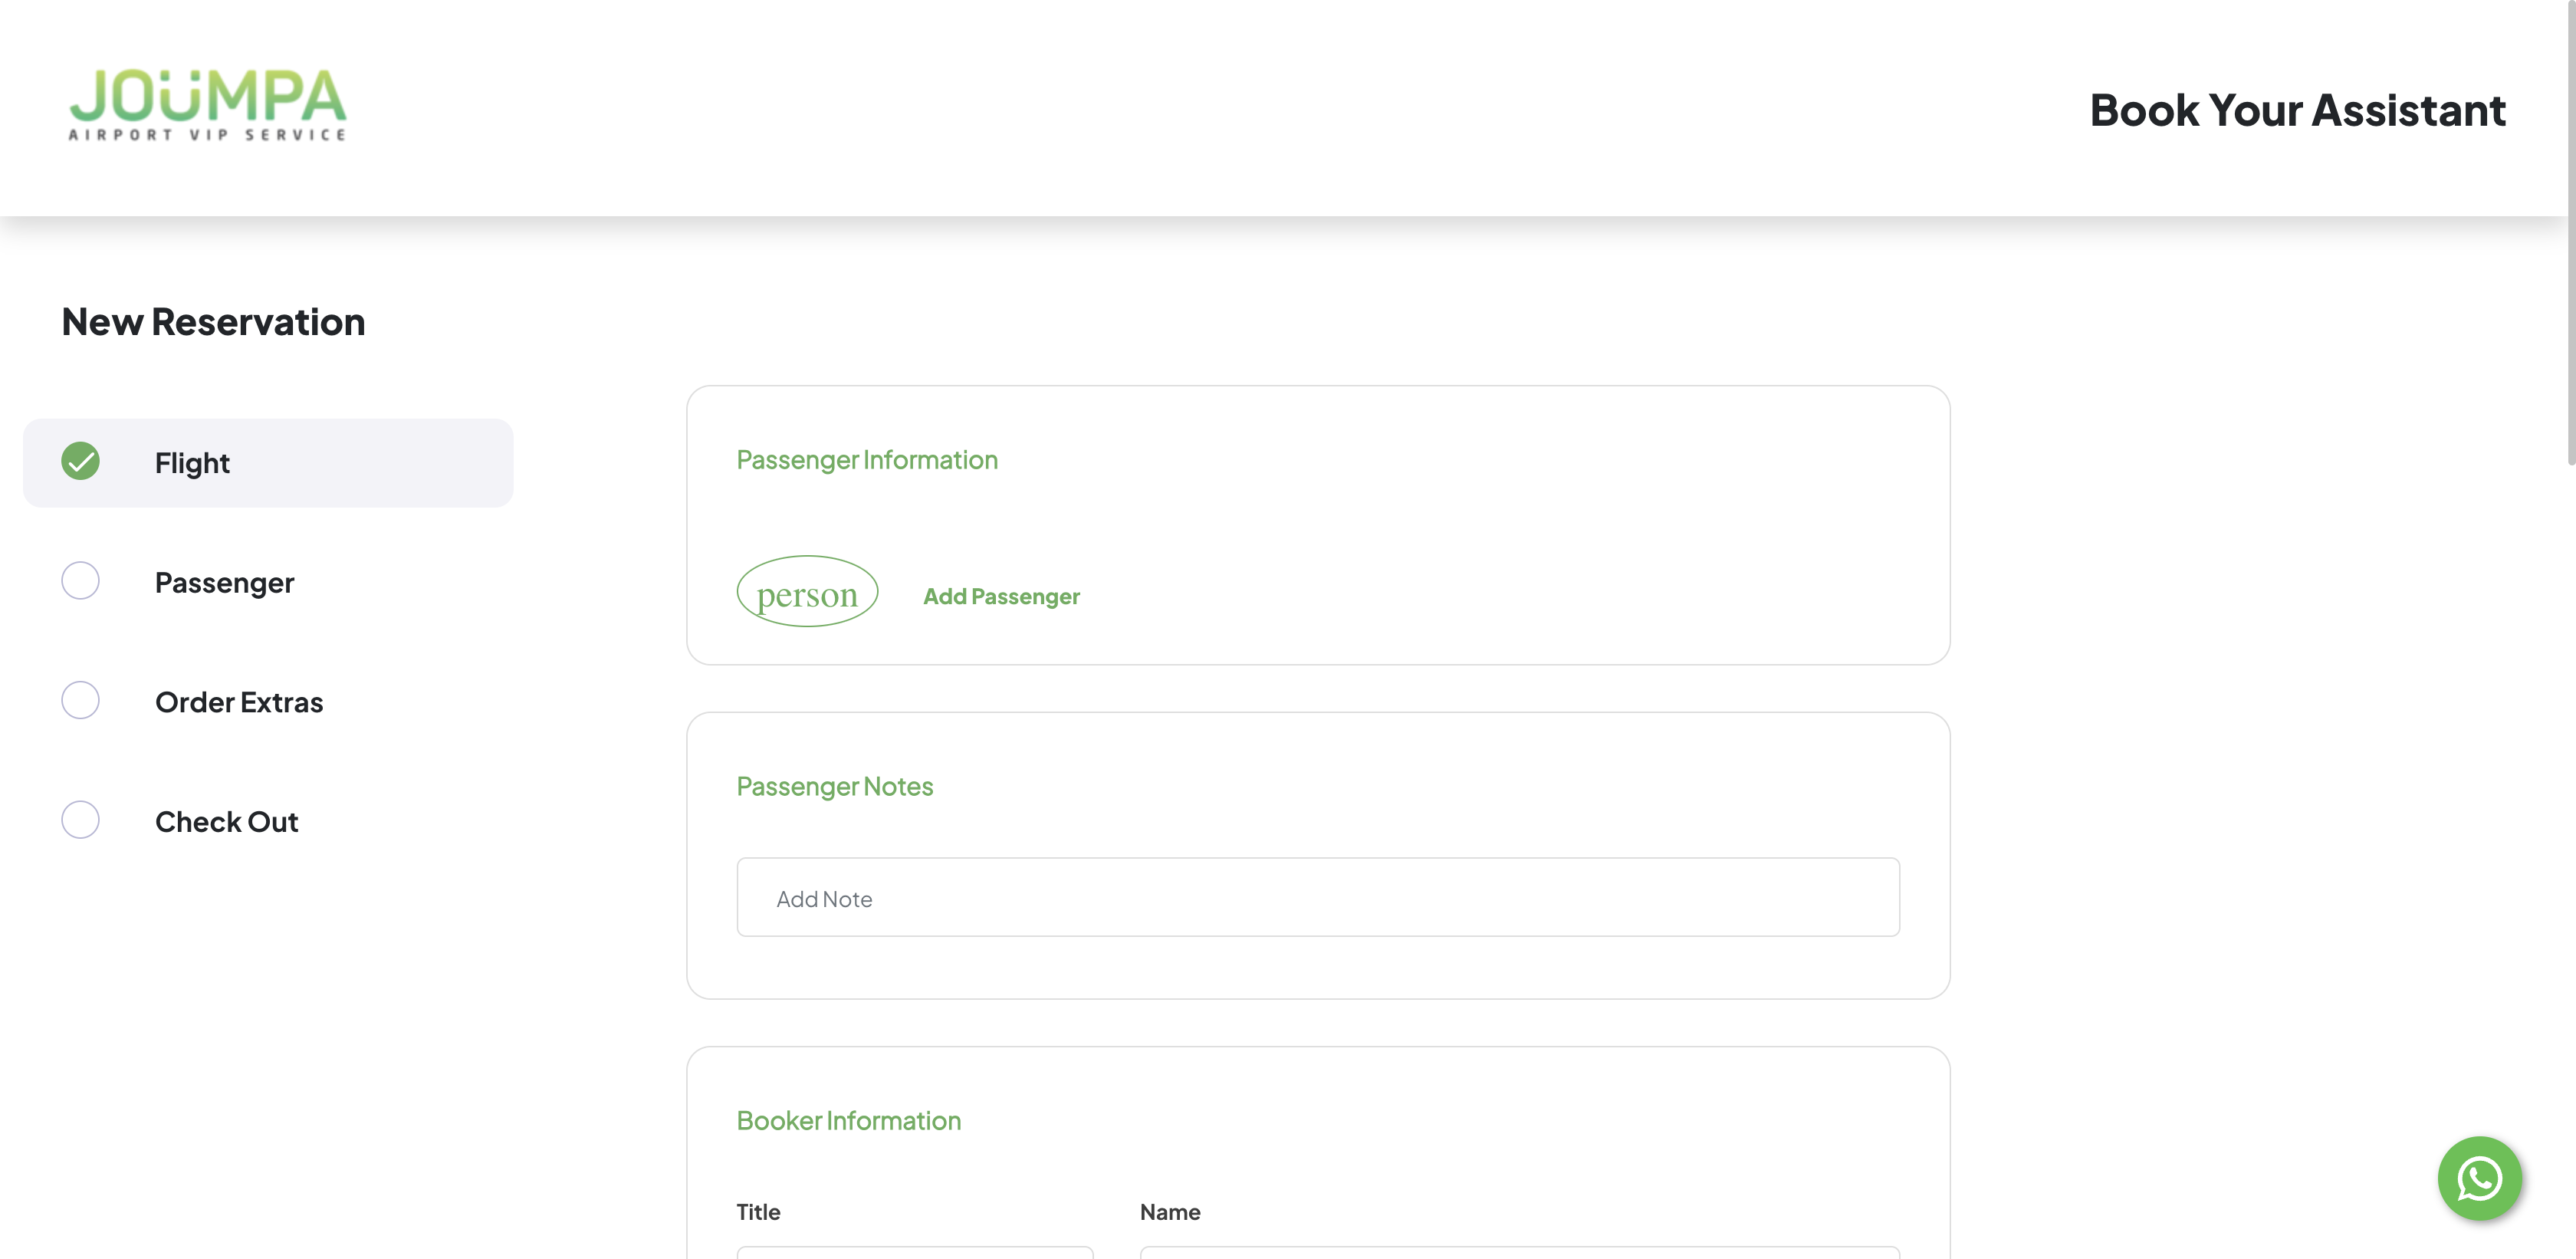 JOÜMPA
AIRPORT VIP SERVICE
Book Your Assistant
New Reservation
Flight
Passenger
Order Extras
Check Out
Passenger Information
person Add Passenger
Passenger Notes
Add Note
Booker Information
Title Name